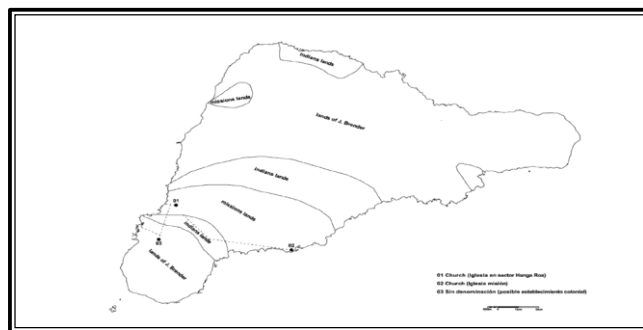 Indians lands
missions lands
lands of J. Brander
indians lands
missions lands
01
indians lands
02
03
lands of J. Brander
01 Church (Iglesia en sector Hanga Roa)
02 Church (Iglesia misión)
03 Sin denominación (posible establecimiento colonial)